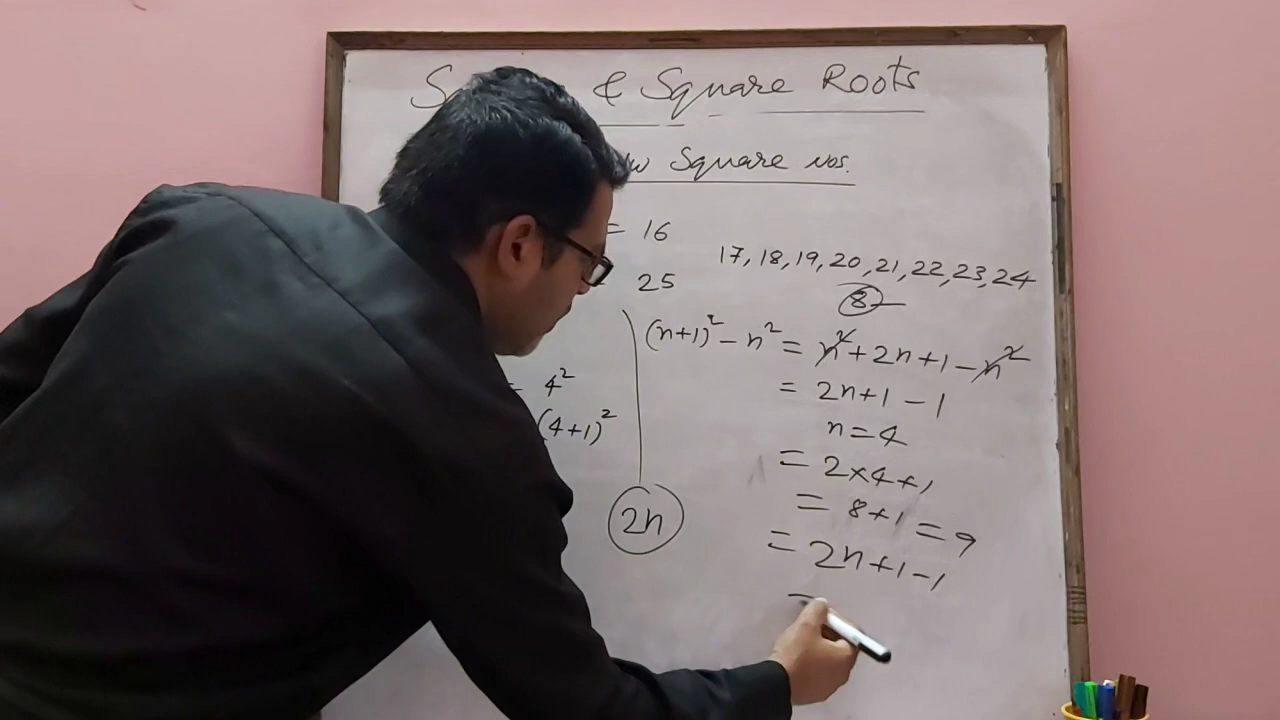 & Square Roots
Square nos.
= 16
25
17, 18, 19, 20, 21, 22, 23, 24
8
(n+1)² - n² = n² + 2n + 1 - n²
= 2n + 1 - 1
n = 4
= 2×4+1
= 8+1 = 9
= 2n + 1 - 1
=
= 4²
(4+1)²
2n